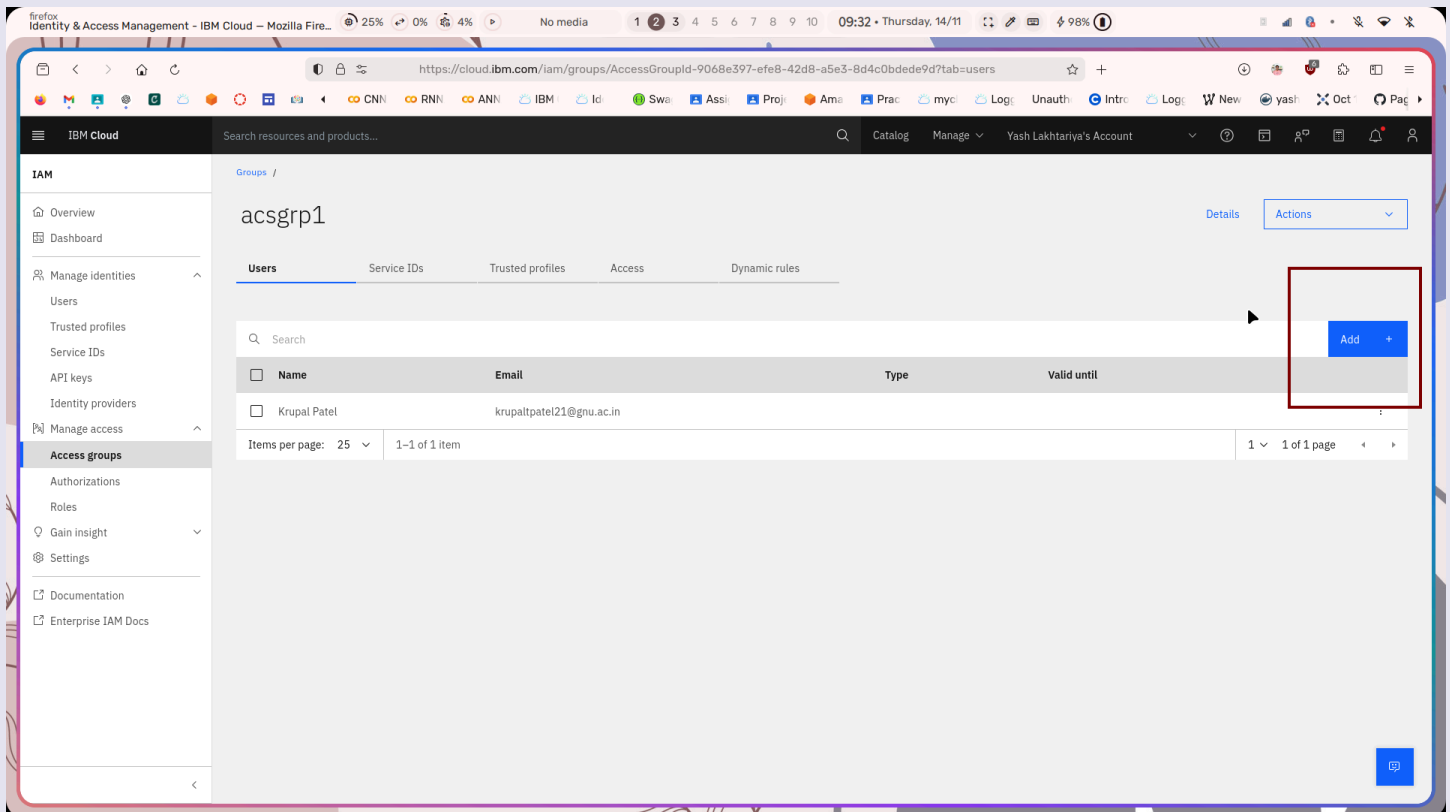 firefox
Identity & Access Management - IBM Cloud — Mozilla Fire...
25% 0% 4% No media 1 2 3 4 5 6 7 8 9 10 09:32 • Thursday, 14/11 98%
https://cloud.ibm.com/iam/groups/AccessGroupId-9068e397-efe8-42d8-a5e3-8d4c0bdede9d?tab=users
CNN RNN ANN IBM Id Swa Assi Proj Ama Prac myc Log Unauth Intro Log New yash Oct Pag
IBM Cloud Search resources and products... Catalog Manage Yash Lakhtariya's Account
IAM
Overview
Dashboard
Manage identities
Users
Trusted profiles
Service IDs
API keys
Identity providers
Manage access
Access groups
Authorizations
Roles
Gain insight
Settings
Documentation
Enterprise IAM Docs
Groups /
acsgrp1
Details Actions
Users Service IDs Trusted profiles Access Dynamic rules
Search Add +
Name Email Type Valid until
Krupal Patel krupaltpatel21@gnu.ac.in
Items per page: 25 1–1 of 1 item 1 1 of 1 page